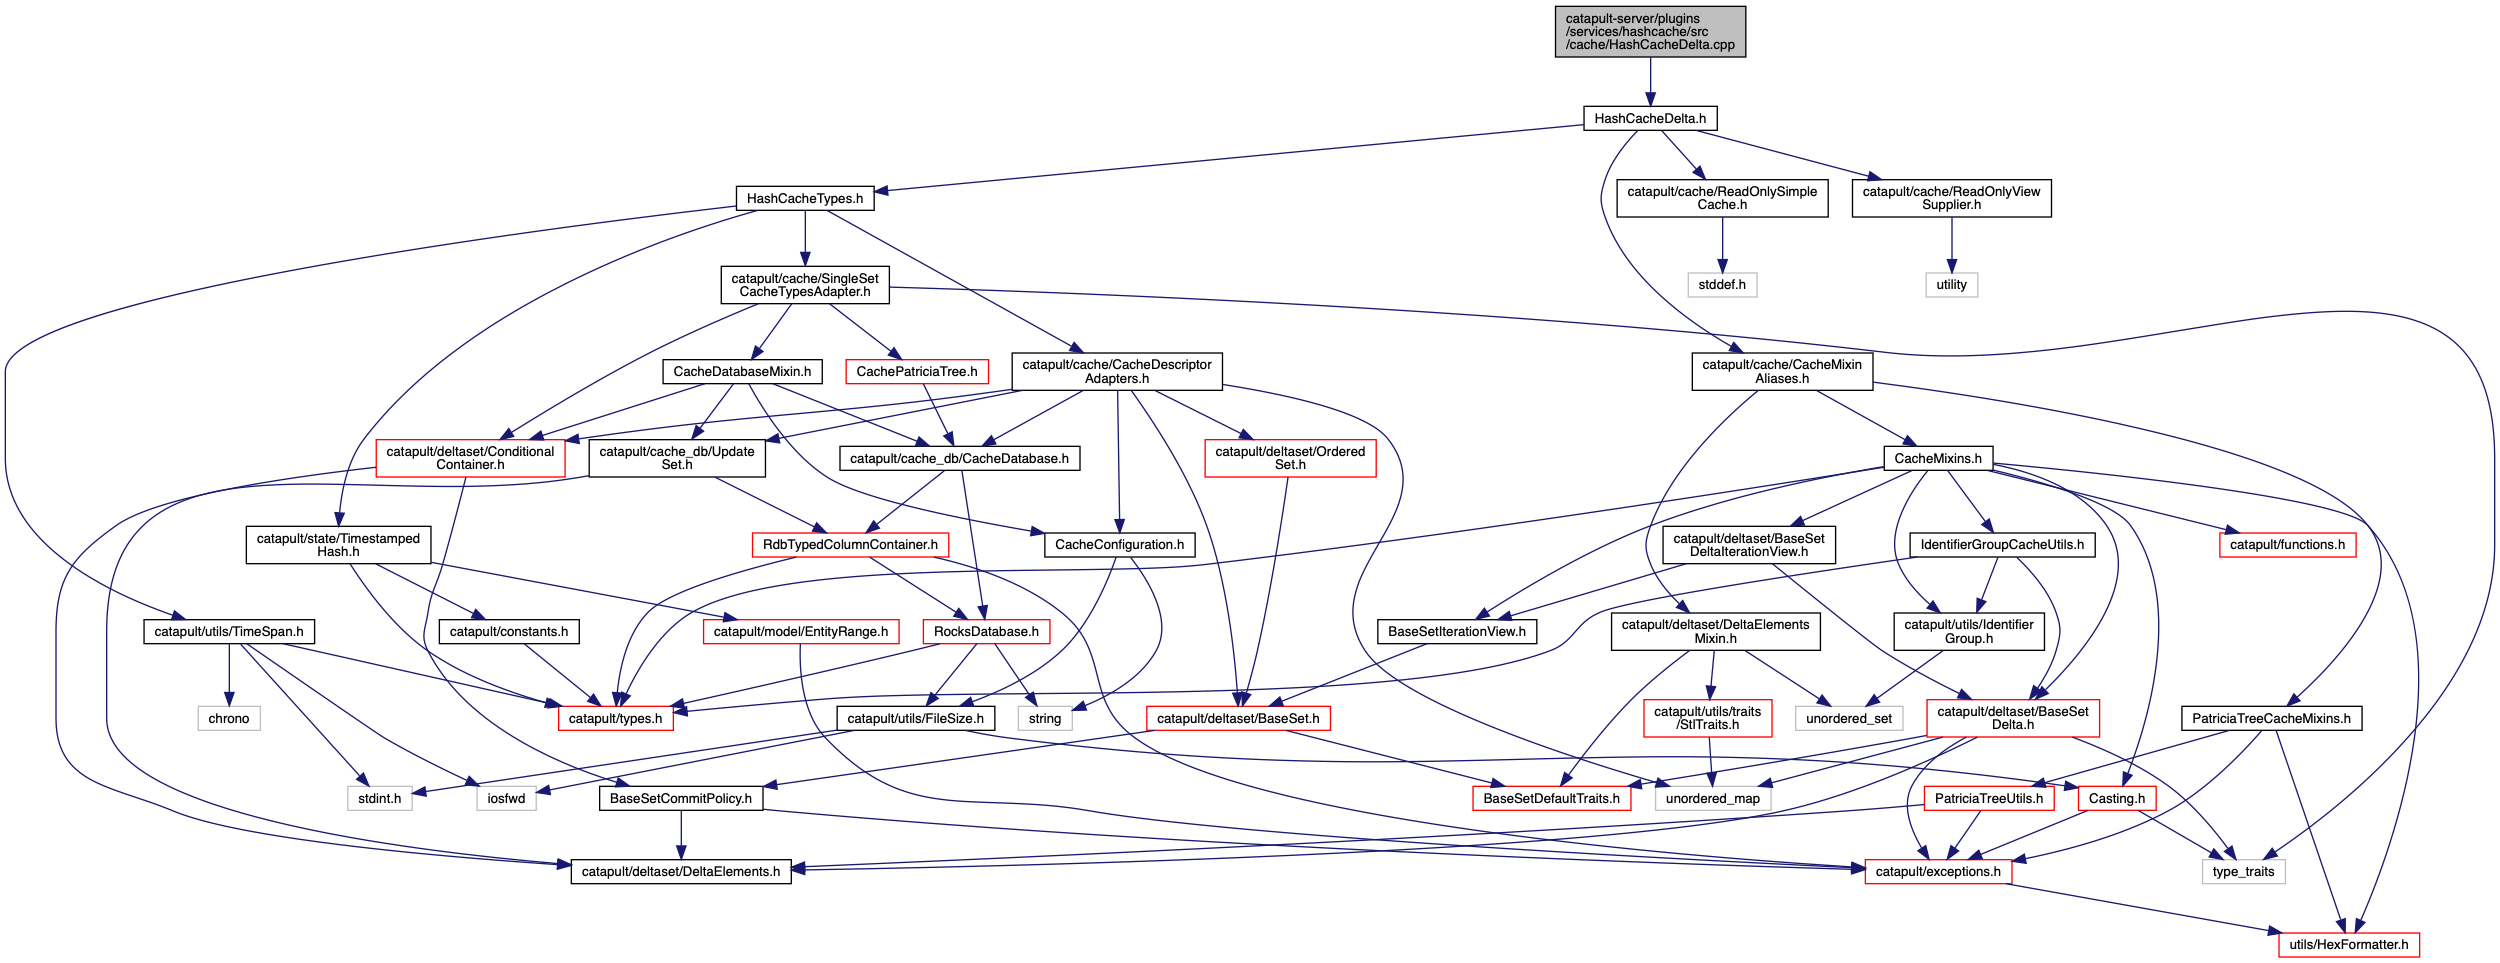 catapult-server/plugins
/services/hashcache/src
/cache/HashCacheDelta.cpp
HashCacheDelta.h
HashCacheTypes.h
catapult/cache/ReadOnlySimple
Cache.h
catapult/cache/ReadOnlyView
Supplier.h
catapult/cache/SingleSet
CacheTypesAdapter.h
stddef.h
utility
CacheDatabaseMixin.h
CachePatriciaTree.h
catapult/cache/CacheDescriptor
Adapters.h
catapult/cache/CacheMixin
Aliases.h
catapult/deltaset/Conditional
Container.h
catapult/cache_db/Update
Set.h
catapult/cache_db/CacheDatabase.h
catapult/deltaset/Ordered
Set.h
CacheMixins.h
catapult/state/Timestamped
Hash.h
RdbTypedColumnContainer.h
CacheConfiguration.h
catapult/deltaset/BaseSet
DeltaIterationView.h
IdentifierGroupCacheUtils.h
catapult/functions.h
catapult/utils/TimeSpan.h
catapult/constants.h
catapult/model/EntityRange.h
RocksDatabase.h
BaseSetIterationView.h
catapult/deltaset/DeltaElements
Mixin.h
catapult/utils/Identifier
Group.h
chrono
catapult/types.h
catapult/utils/FileSize.h
string
catapult/deltaset/BaseSet.h
catapult/utils/traits
/StlTraits.h
unordered_set
catapult/deltaset/BaseSet
Delta.h
PatriciaTreeCacheMixins.h
stdint.h
iosfwd
BaseSetCommitPolicy.h
BaseSetDefaultTraits.h
unordered_map
PatriciaTreeUtils.h
Casting.h
catapult/deltaset/DeltaElements.h
catapult/exceptions.h
type_traits
utils/HexFormatter.h